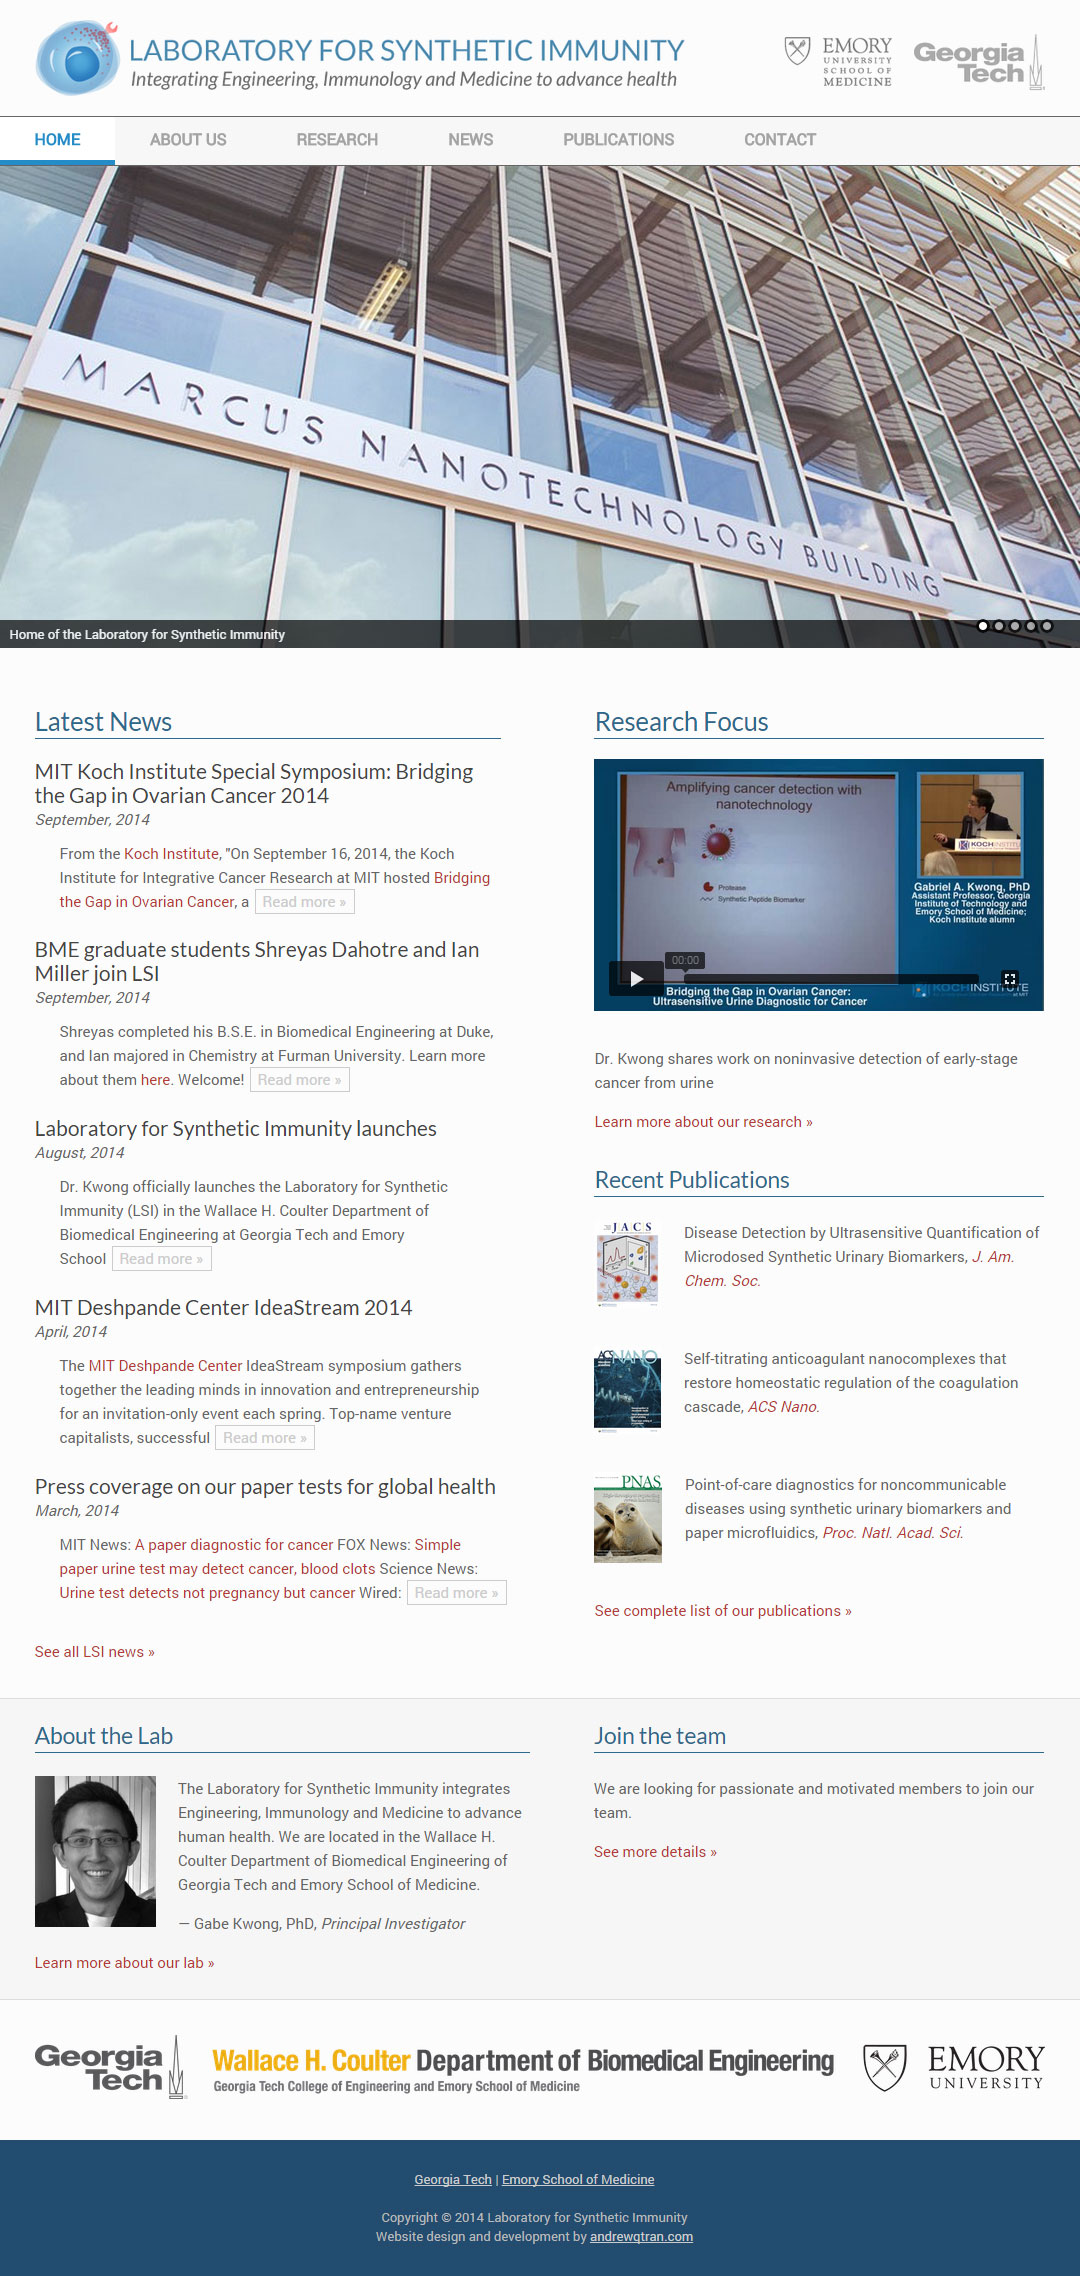 LABORATORY FOR SYNTHETIC IMMUNITY
Integrating Engineering, Immunology and Medicine to advance health
EMORY
UNIVERSITY
SCHOOL OF
MEDICINE
Georgia
Tech
HOME
ABOUT US
RESEARCH
NEWS
PUBLICATIONS
CONTACT
MARCUS NANOTECHNOLOGY BUILDING
Home of the Laboratory for Synthetic Immunity
Latest News
MIT Koch Institute Special Symposium: Bridging
the Gap in Ovarian Cancer 2014
September, 2014
From the Koch Institute, "On September 16, 2014, the Koch
Institute for Integrative Cancer Research at MIT hosted Bridging
the Gap in Ovarian Cancer, a Read more »
BME graduate students Shreyas Dahotre and Ian
Miller join LSI
September, 2014
Shreyas completed his B.S.E. in Biomedical Engineering at Duke,
and Ian majored in Chemistry at Furman University. Learn more
about them here. Welcome! Read more »
Laboratory for Synthetic Immunity launches
August, 2014
Dr. Kwong officially launches the Laboratory for Synthetic
Immunity (LSI) in the Wallace H. Coulter Department of
Biomedical Engineering at Georgia Tech and Emory
School Read more »
MIT Deshpande Center IdeaStream 2014
April, 2014
The MIT Deshpande Center IdeaStream symposium gathers
together the leading minds in innovation and entrepreneurship
for an invitation-only event each spring. Top-name venture
capitalists, successful Read more »
Press coverage on our paper tests for global health
March, 2014
MIT News: A paper diagnostic for cancer FOX News: Simple
paper urine test may detect cancer, blood clots Science News:
Urine test detects not pregnancy but cancer Wired: Read more »
See all LSI news »
Research Focus
Amplifying cancer detection with
nanotechnology
Protease
Synthetic Peptide Biomarker
KOCH INSTITU
Gabriel A. Kwong, PhD
Assistant Professor, Georgia
Institute of Technology and
Emory School of Medicine;
Koch Institute alumn
00:00
Bridging the Gap in Ovarian Cancer:
Ultrasensitive Urine Diagnostic for Cancer
KOCH INSTITUTE
at MIT
Dr. Kwong shares work on noninvasive detection of early-stage
cancer from urine
Learn more about our research »
Recent Publications
JACS
Disease Detection by Ultrasensitive Quantification of
Microdosed Synthetic Urinary Biomarkers, J. Am.
Chem. Soc.
ACSNANO
Self-titrating anticoagulant nanocomplexes that
restore homeostatic regulation of the coagulation
cascade, ACS Nano.
PNAS
Point-of-care diagnostics for noncommunicable
diseases using synthetic urinary biomarkers and
paper microfluidics, Proc. Natl. Acad. Sci.
See complete list of our publications »
About the Lab
The Laboratory for Synthetic Immunity integrates
Engineering, Immunology and Medicine to advance
human health. We are located in the Wallace H.
Coulter Department of Biomedical Engineering of
Georgia Tech and Emory School of Medicine.
— Gabe Kwong, PhD, Principal Investigator
Learn more about our lab »
Join the team
We are looking for passionate and motivated members to join our
team.
See more details »
Georgia
Tech
Wallace H. Coulter Department of Biomedical Engineering
Georgia Tech College of Engineering and Emory School of Medicine
EMORY
UNIVERSITY
Georgia Tech | Emory School of Medicine
Copyright © 2014 Laboratory for Synthetic Immunity
Website design and development by andrewqtran.com